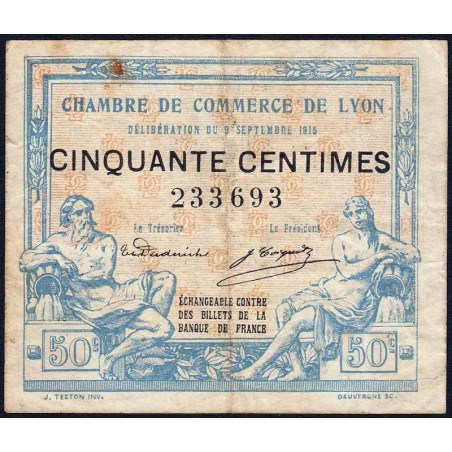 CHAMBRE DE COMMERCE DE LYON
DÉLIBÉRATION DU 9 SEPTEMBRE 1915
CINQUANTE CENTIMES
233693
Le Trésorier Le Président
ÉCHANGEABLE CONTRE
DES BILLETS DE LA
BANQUE DE FRANCE
50c 50c
J. TESTON INV. DEUVERGNE SC.